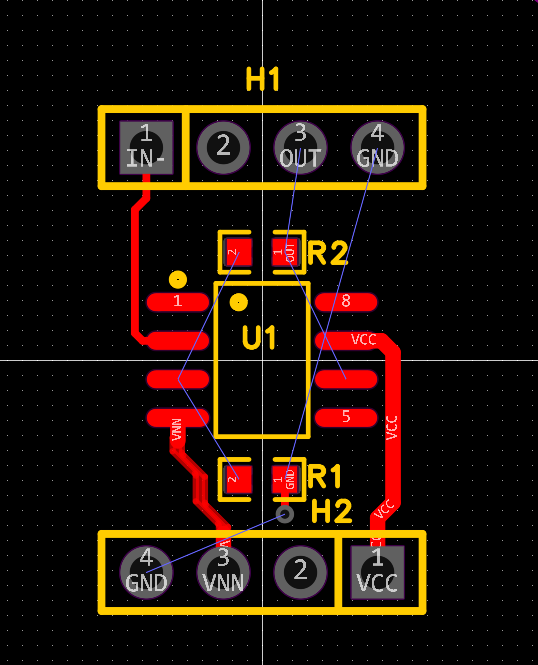 H1
1 2 3 4
IN- OUT GND
2 1 OUT R2
1 8
U1 VCC
VCC
5
VNN
2 1 GND R1
H2
VCC
4 3 2 1
GND VNN VCC